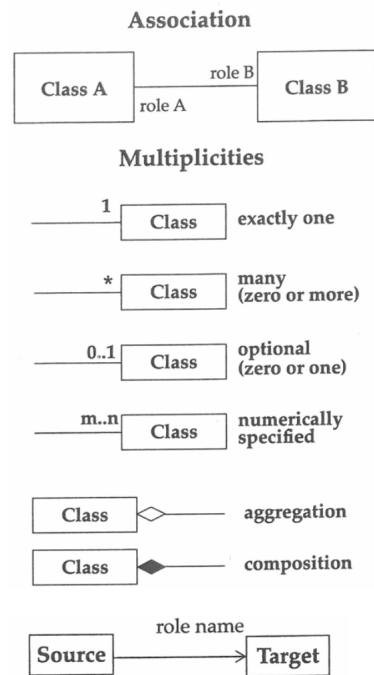 Association
role B
Class A
Class B
role A
Multiplicities
1
Class
exactly one
*
Class
many
(zero or more)
0..1
Class
optional
(zero or one)
m..n
Class
numerically
specified
Class
aggregation
Class
composition
role name
Source
Target